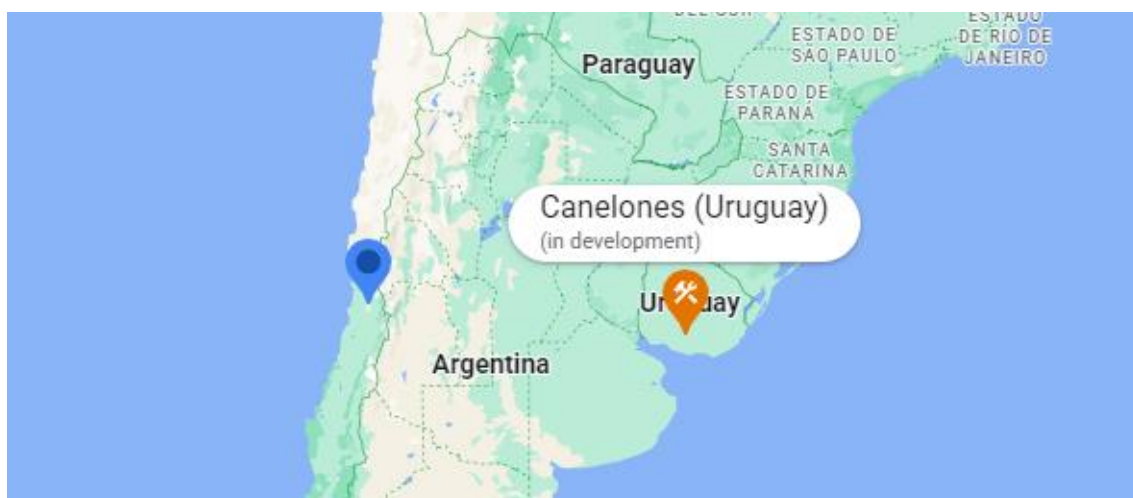 ESTADO DE
SÃO PAULO
ESTADO
DE RIO DE
JANEIRO
Paraguay
ESTADO DE
PARANÁ
SANTA
CATARINA
Canelones (Uruguay)
(in development)
Argentina